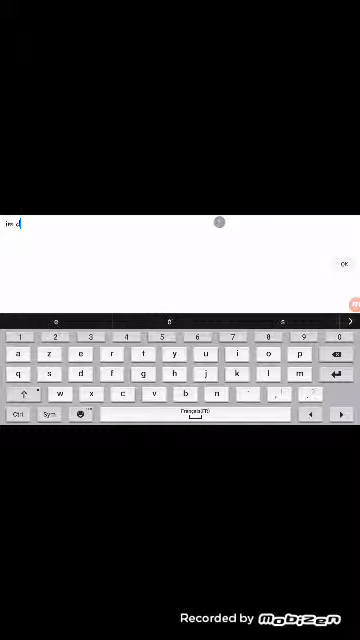 im d
OK
e é s
1 2 3 4 5 6 7 8 9 0
a z e r t y u i o p
q s d f g h j k l m
w x c v b n
Ctrl Sym Français(FR)
Recorded by MOBIZEN